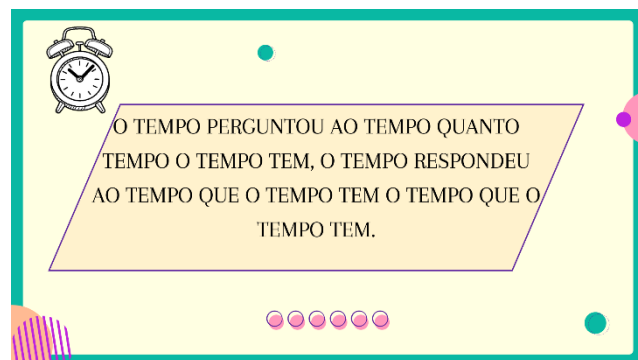 O TEMPO PERGUNTOU AO TEMPO QUANTO
TEMPO O TEMPO TEM, O TEMPO RESPONDEU
AO TEMPO QUE O TEMPO TEM O TEMPO QUE O
TEMPO TEM.